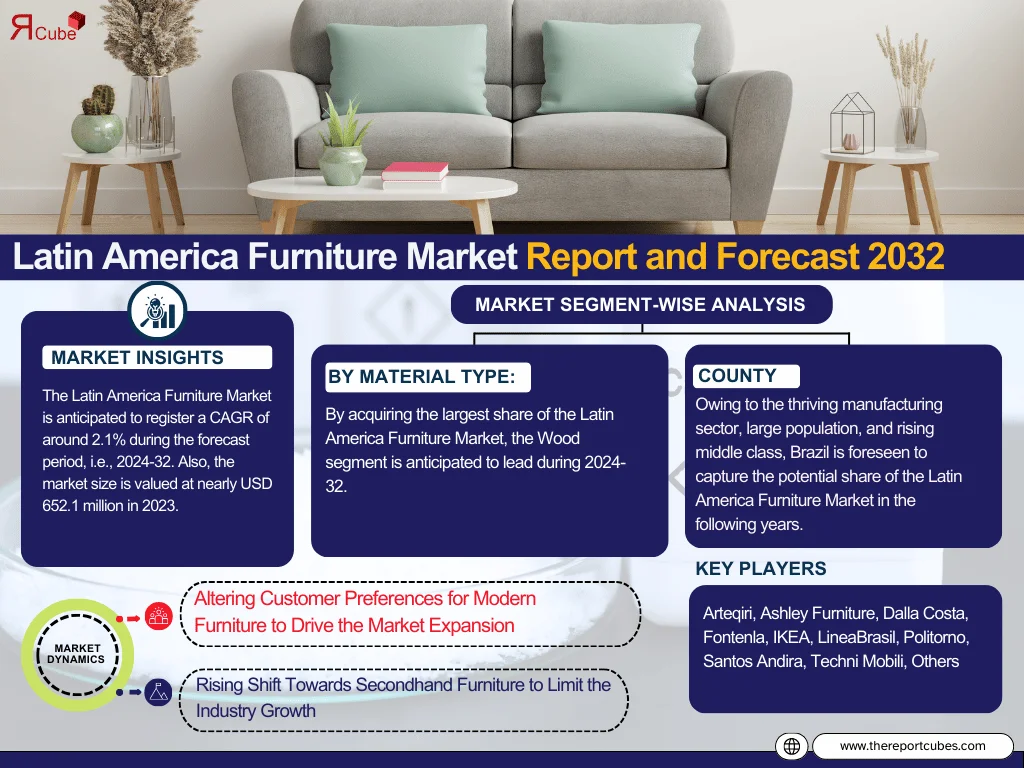 RCube
Latin America Furniture Market Report and Forecast 2032
MARKET INSIGHTS
The Latin America Furniture Market
is anticipated to register a CAGR of
around 2.1% during the forecast
period, i.e., 2024-32. Also, the
market size is valued at nearly USD
652.1 million in 2023.
MARKET SEGMENT-WISE ANALYSIS
BY MATERIAL TYPE:
By acquiring the largest share of the Latin
America Furniture Market, the Wood
segment is anticipated to lead during 2024-
32.
COUNTY
Owing to the thriving manufacturing
sector, large population, and rising
middle class, Brazil is foreseen to
capture the potential share of the Latin
America Furniture Market in the
following years.
MARKET
DYNAMICS
Altering Customer Preferences for Modern
Furniture to Drive the Market Expansion
Rising Shift Towards Secondhand Furniture to Limit the
Industry Growth
KEY PLAYERS
Arteqiri, Ashley Furniture, Dalla Costa,
Fontenla, IKEA, LineaBrasil, Politorno,
Santos Andira, Techni Mobili, Others
www.thereportcubes.com